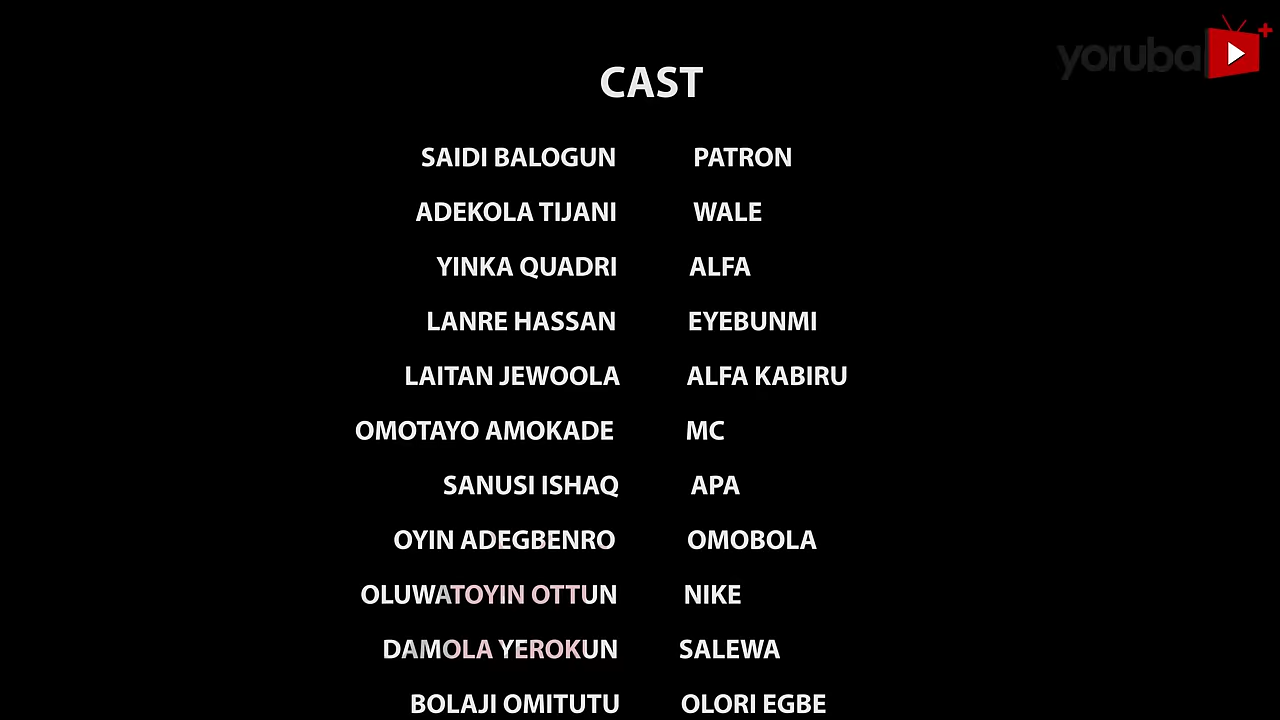 yoruba
CAST
SAIDI BALOGUN PATRON
ADEKOLA TIJANI WALE
YINKA QUADRI ALFA
LANRE HASSAN EYEBUNMI
LAITAN JEWOOLA ALFA KABIRU
OMOTAYO AMOKADE MC
SANUSI ISHAQ APA
OYIN ADEGBENRO OMOBOLA
OLUWATOYIN OTTUN NIKE
DAMOLA YEROKUN SALEWA
BOLAJI OMITUTU OLORI EGBE